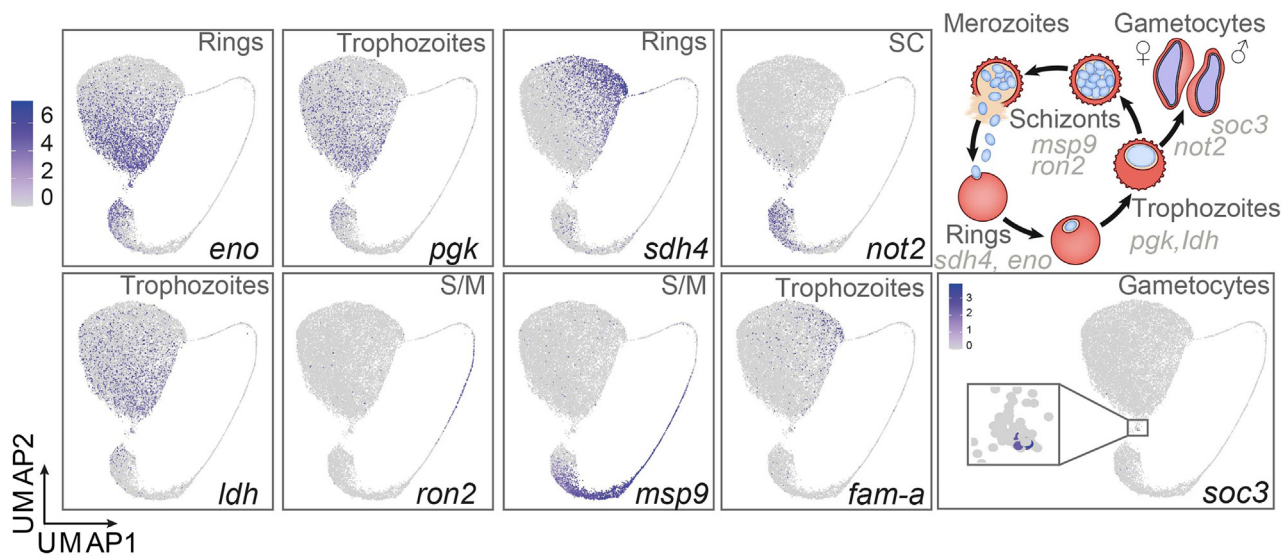 Rings
Trophozoites
Rings
SC
Merozoites
Gametocytes
♀
♂
6
4
2
0
Schizonts
msp9
ron2
soc3
not2
Trophozoites
pgk,ldh
Rings
sdh4, eno
eno
pgk
sdh4
not2
Trophozoites
S/M
S/M
Trophozoites
Gametocytes
3
2
1
0
ldh
ron2
msp9
fam-a
soc3
UMAP2
UMAP1